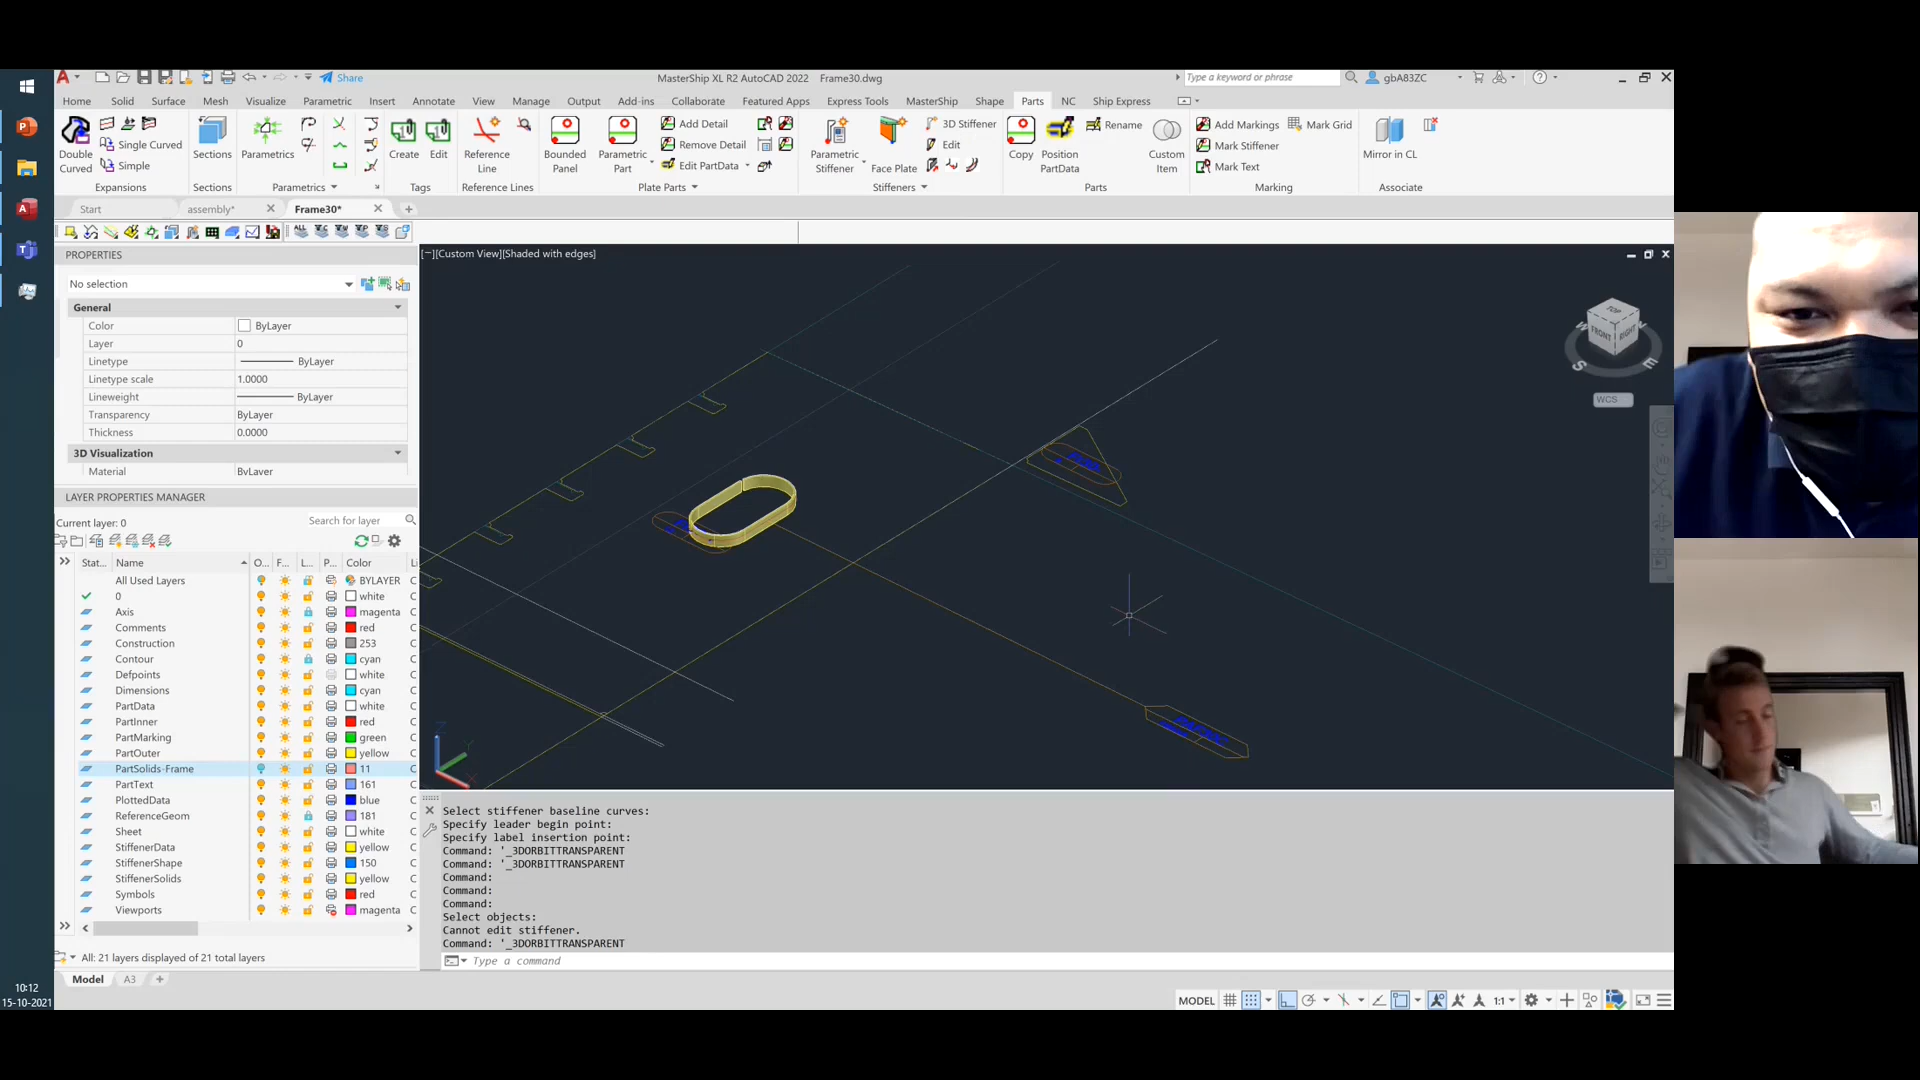 Share
MasterShip XL R2 AutoCAD 2022 Frame30.dwg
Type a keyword or phrase
gbA83ZC
Home Solid Surface Mesh Visualize Parametric Insert Annotate View Manage Output Add-ins Collaborate Featured Apps Express Tools MasterShip Shape Parts NC Ship Express
Double Curved
Single Curved
Simple
Expansions
Sections
Sections
Parametrics
Parametrics
Create
Edit
Tags
Reference Line
Reference Lines
Bounded Panel
Parametric Part
Add Detail
Remove Detail
Edit PartData
Plate Parts
Parametric Stiffener
Face Plate
3D Stiffener
Edit
Stiffeners
Copy
Position PartData
Rename
Custom Item
Parts
Add Markings
Mark Stiffener
Mark Text
Mark Grid
Marking
Mirror in CL
Associate
Start
assembly*
Frame30*
PROPERTIES
No selection
General
Color ByLayer
Layer 0
Linetype ByLayer
Linetype scale 1.0000
Lineweight ByLayer
Transparency ByLayer
Thickness 0.0000
3D Visualization
Material ByLayer
LAYER PROPERTIES MANAGER
Current layer: 0
Search for layer
Stat... Name O... F... L... P... Color Li
All Used Layers BYLAYER C
0 white C
Axis magenta C
Comments red C
Construction 253 C
Contour cyan C
Defpoints white C
Dimensions cyan C
PartData white C
PartInner red C
PartMarking green C
PartOuter yellow C
PartSolids-Frame 11 C
PartText 161 C
PlottedData blue C
ReferenceGeom 181 C
Sheet white C
StiffenerData yellow C
StiffenerShape 150 C
StiffenerSolids yellow C
Symbols red C
Viewports magenta C
All: 21 layers displayed of 21 total layers
Model A3
[−][Custom View][Shaded with edges]
TOP
FRONT
RIGHT
S
E
WCS
Select stiffener baseline curves:
Specify leader begin point:
Specify label insertion point:
Command: '_3DORBITTRANSPARENT
Command: '_3DORBITTRANSPARENT
Command:
Command:
Command:
Select objects:
Cannot edit stiffener.
Command: '_3DORBITTRANSPARENT
Type a command
MODEL
1:1
10:12
15-10-2021